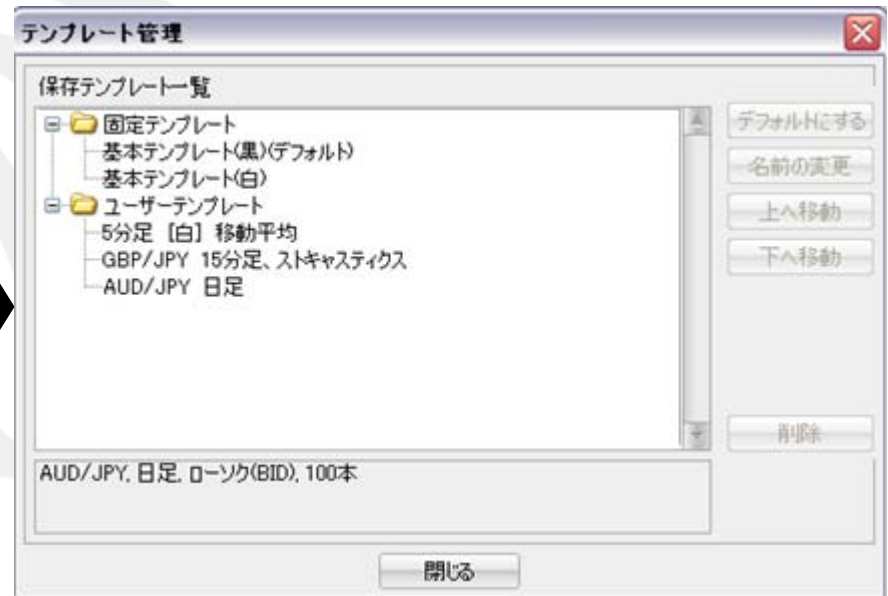 テンプレート管理
保存テンプレート一覧
固定テンプレート
基本テンプレート(黒)(デフォルト)
基本テンプレート(白)
ユーザーテンプレート
5分足［白］移動平均
GBP/JPY 15分足、ストキャスティクス
AUD/JPY 日足
デフォルトにする
名前の変更
上へ移動
下へ移動
削除
AUD/JPY, 日足, ローソク(BID), 100本
閉じる